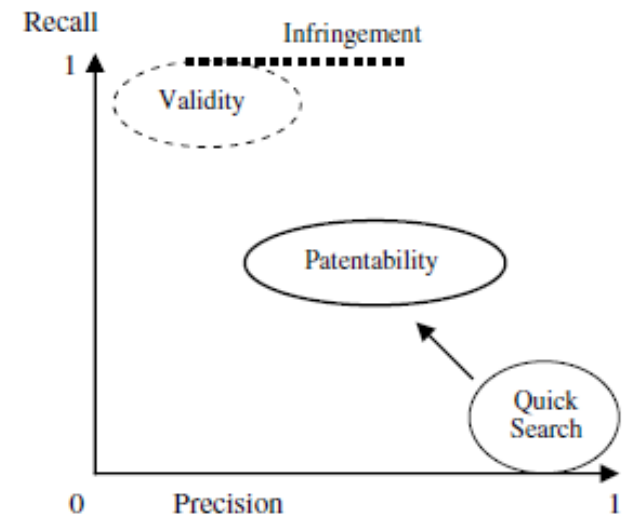 Recall
Infringement
1
Validity
Patentability
Quick
Search
0
Precision
1